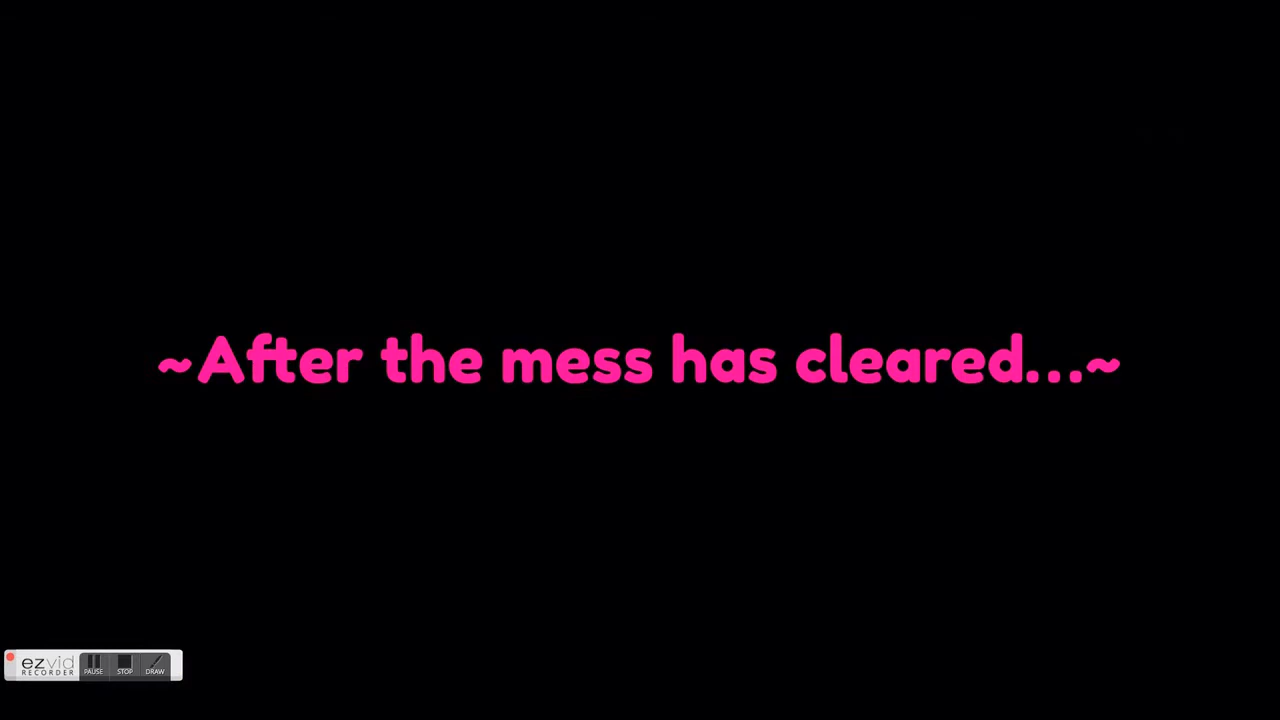 ~After the mess has cleared...~
ezvid
RECORDER
PAUSE
STOP
DRAW